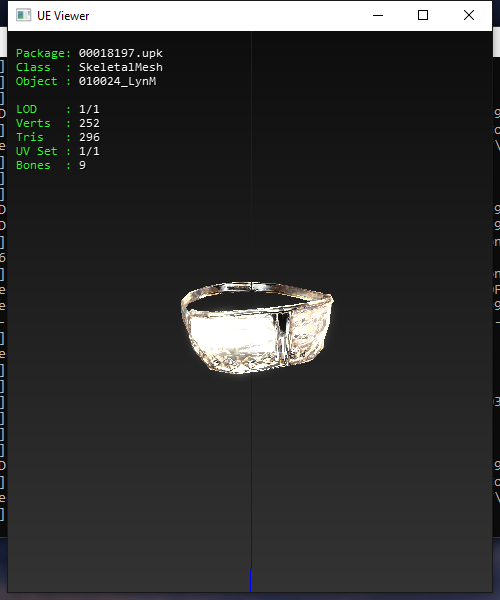 UE Viewer
Package: 00018197.upk
Class : SkeletalMesh
Object : 010024_LynM
LOD : 1/1
Verts : 252
Tris : 296
UV Set : 1/1
Bones : 9